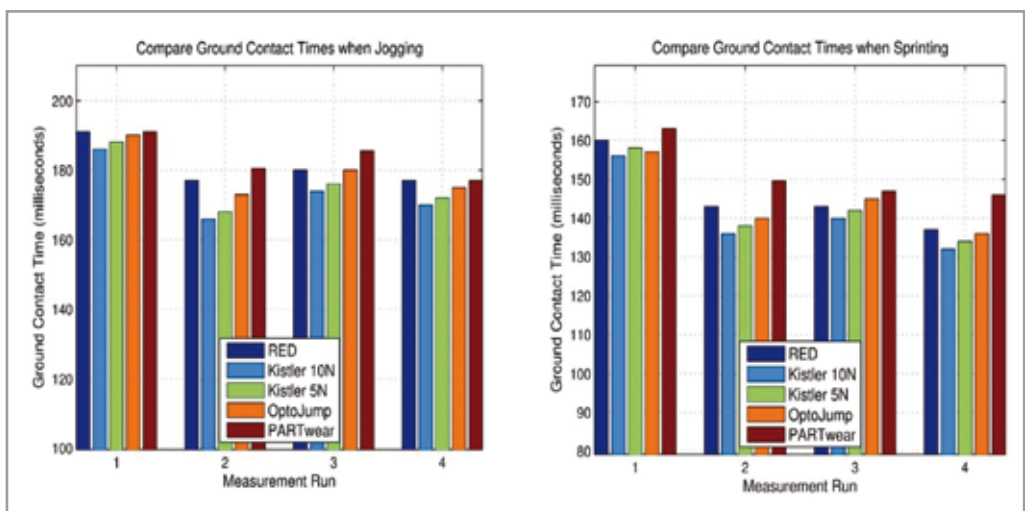 Compare Ground Contact Times when Jogging
Ground Contact Time (milliseconds)
200
180
160
140
120
100
RED
Kistler 10N
Kistler 5N
OptoJump
PARTwear
1 2 3 4
Measurement Run
Compare Ground Contact Times when Sprinting
Ground Contact Time (milliseconds)
170
160
150
140
130
120
110
100
90
80
RED
Kistler 10N
Kistler 5N
OptoJump
PARTwear
1 2 3 4
Measurement Run